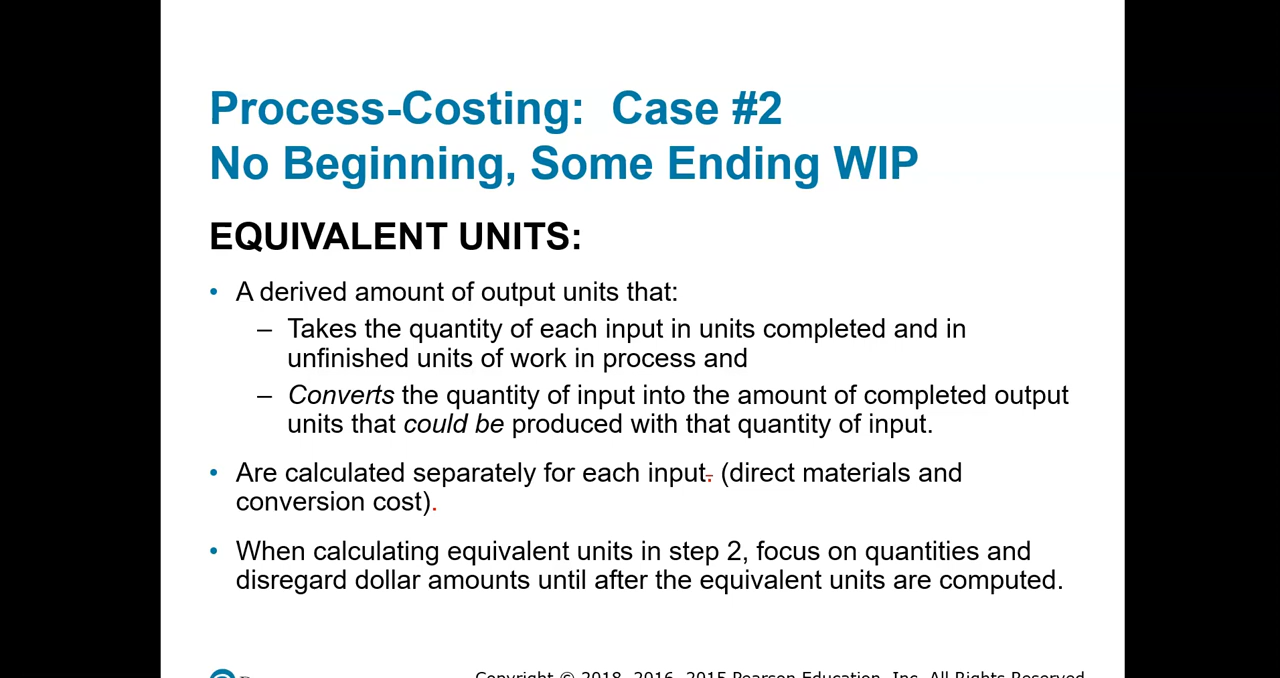 Process-Costing:  Case #2
No Beginning, Some Ending WIP
EQUIVALENT UNITS:
• A derived amount of output units that:
– Takes the quantity of each input in units completed and in
unfinished units of work in process and
– Converts the quantity of input into the amount of completed output
units that could be produced with that quantity of input.
• Are calculated separately for each input. (direct materials and
conversion cost).
• When calculating equivalent units in step 2, focus on quantities and
disregard dollar amounts until after the equivalent units are computed.
Copyright © 2018, 2016, 2015 Pearson Education, Inc. All Rights Reserved